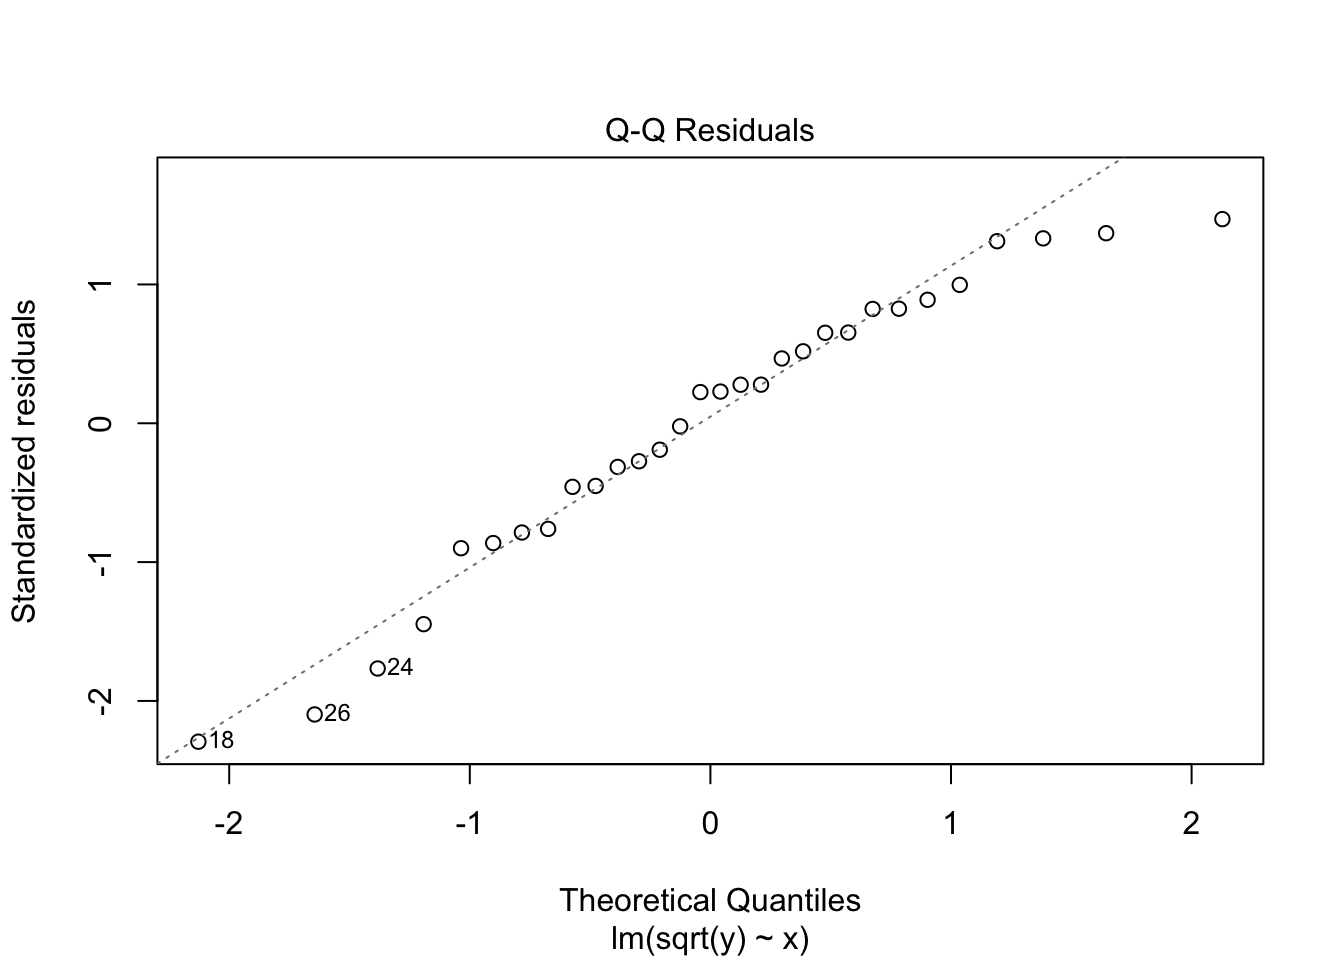 Q-Q Residuals
Standardized residuals
1
0
-1
-2
24
26
18
-2 -1 0 1 2
Theoretical Quantiles
lm(sqrt(y) ~ x)